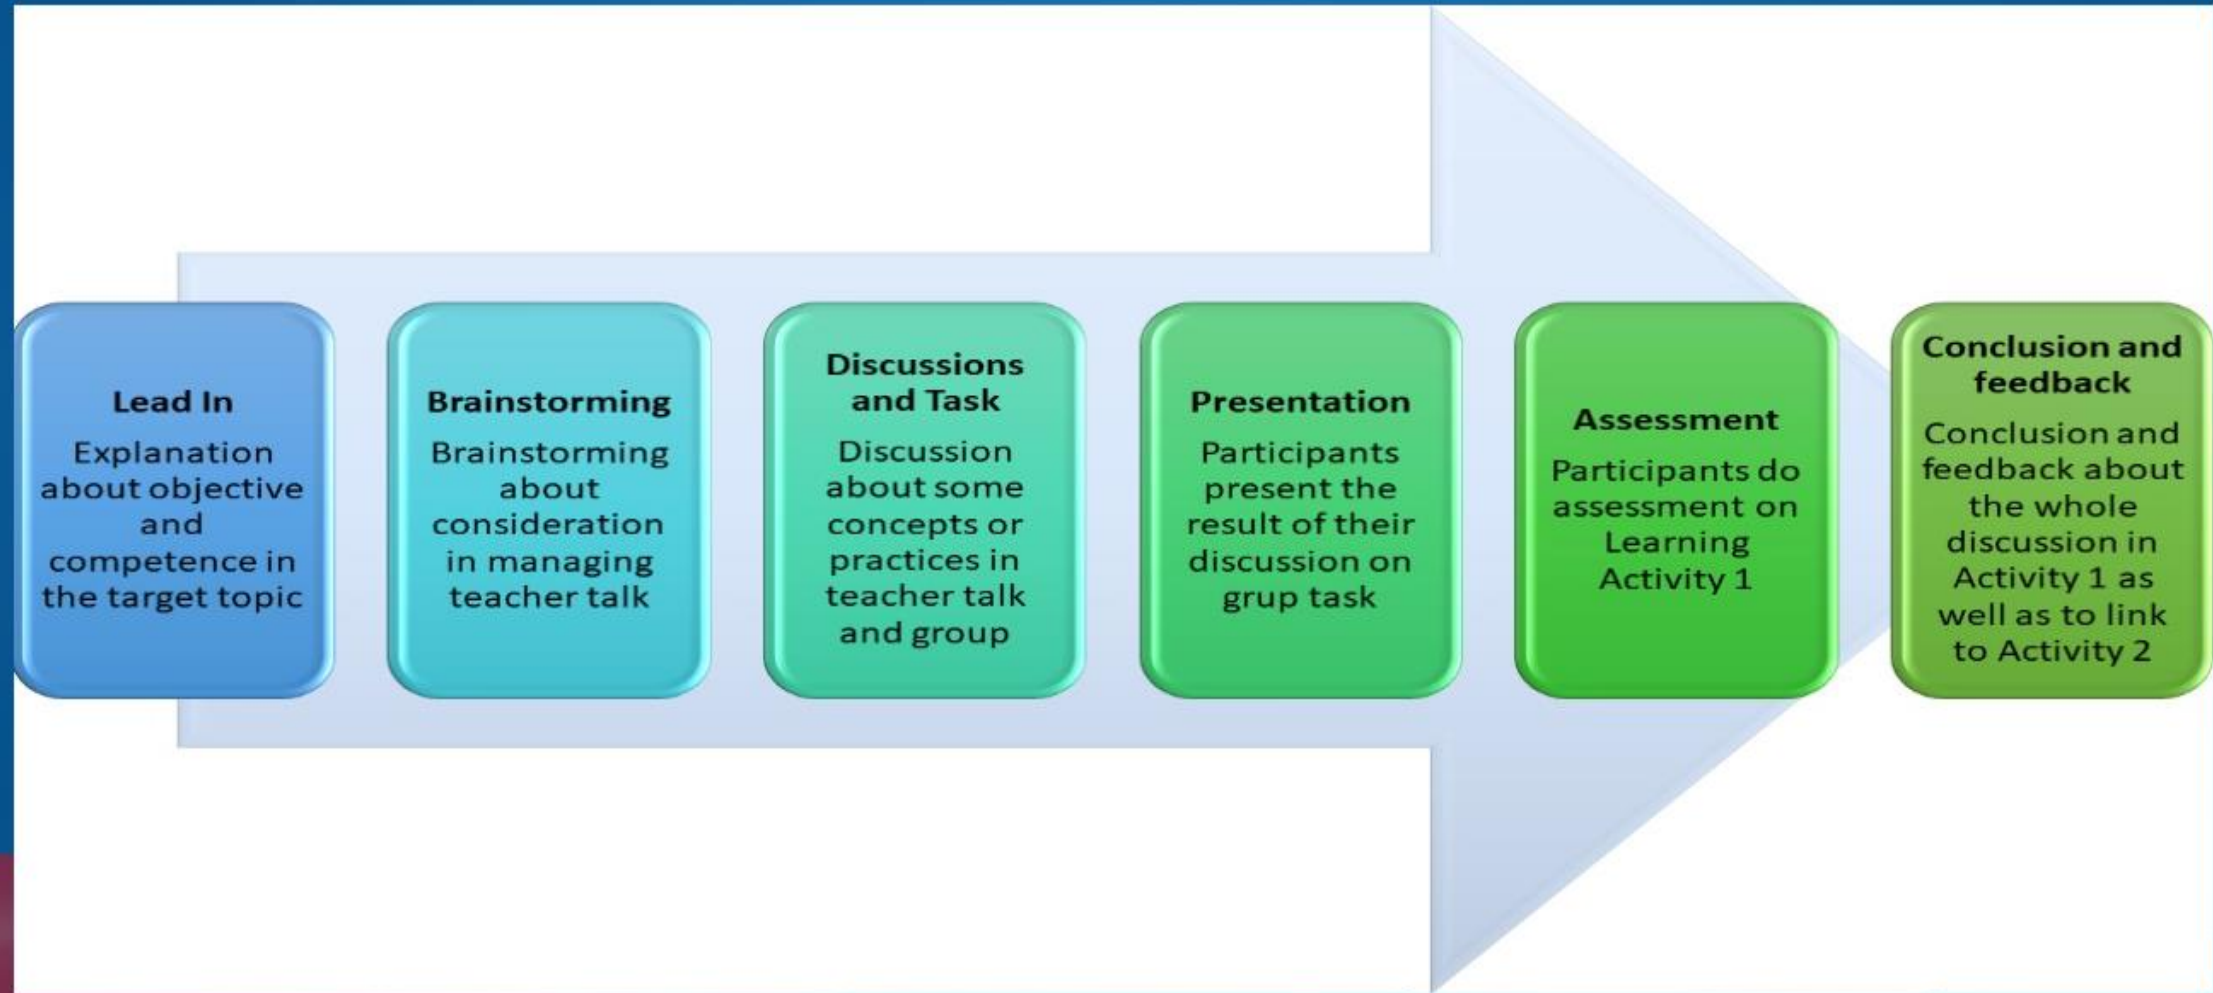 Lead In
Explanation
about objective
and
competence in
the target topic
Brainstorming
Brainstorming
about
consideration
in managing
teacher talk
Discussions
and Task
Discussion
about some
concepts or
practices in
teacher talk
and group
Presentation
Participants
present the
result of their
discussion on
grup task
Assessment
Participants do
assessment on
Learning
Activity 1
Conclusion and
feedback
Conclusion and
feedback about
the whole
discussion in
Activity 1 as
well as to link
to Activity 2